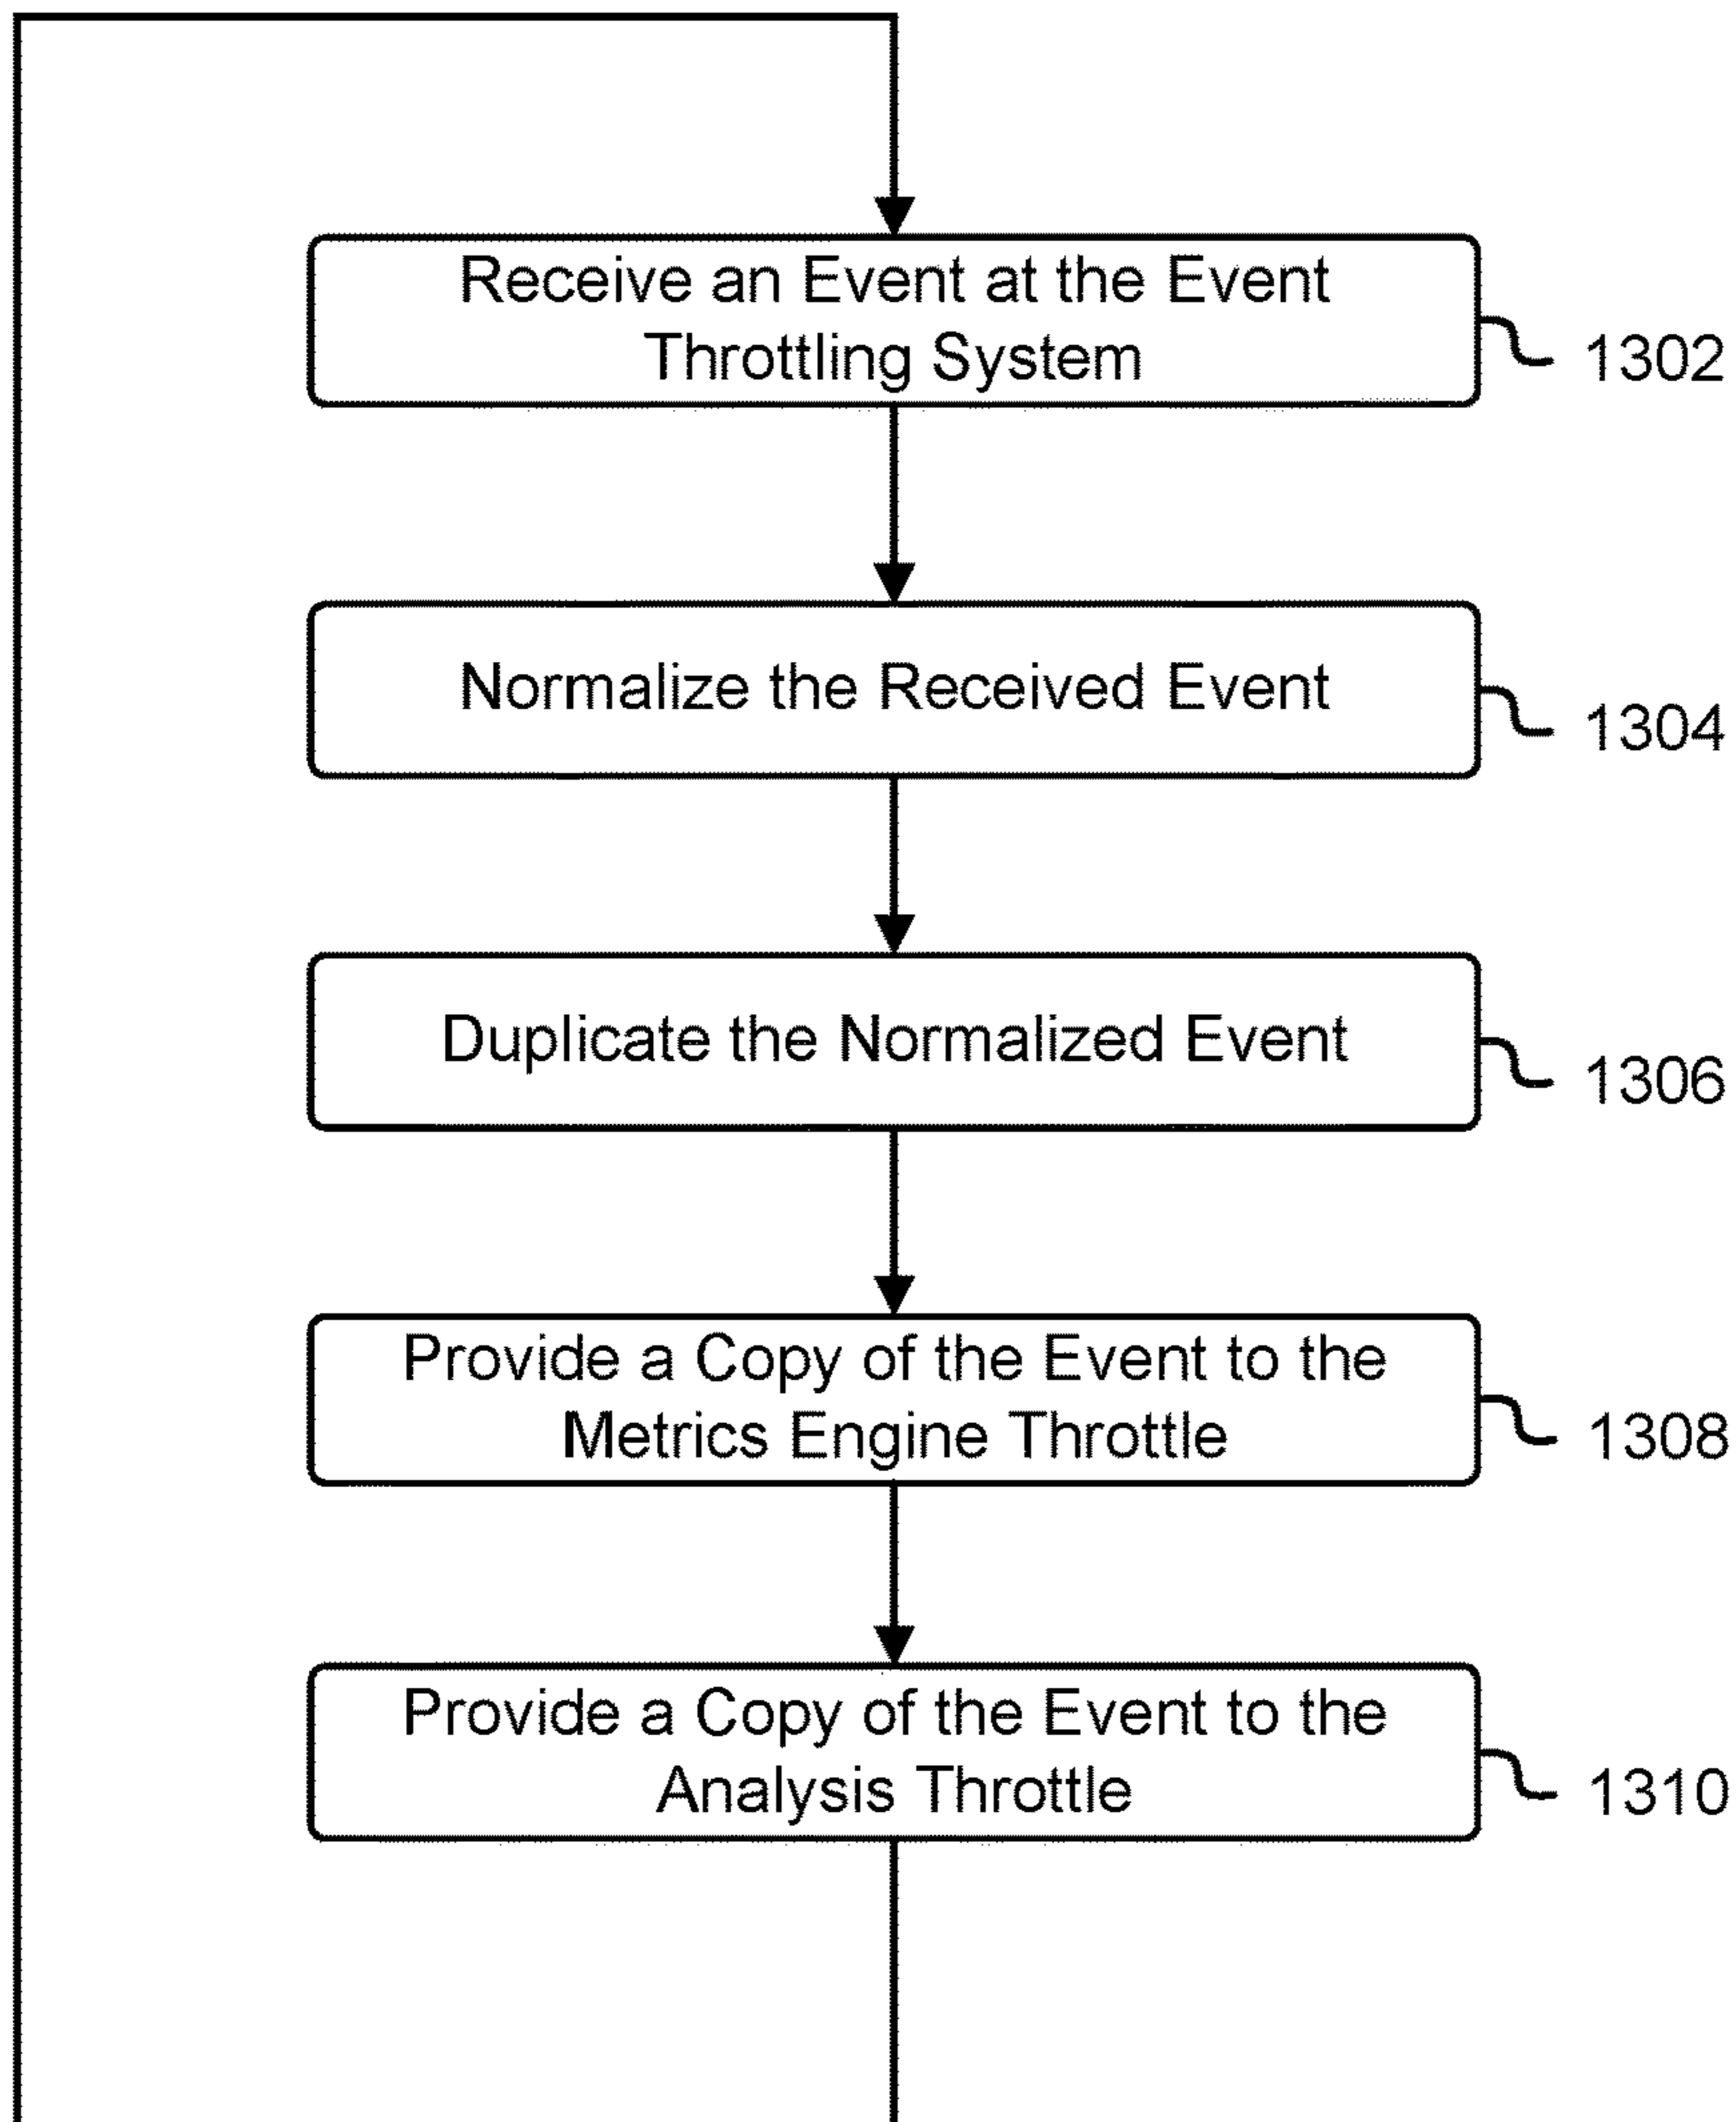 Receive an Event at the Event
Throttling System
1302
Normalize the Received Event
1304
Duplicate the Normalized Event
1306
Provide a Copy of the Event to the
Metrics Engine Throttle
1308
Provide a Copy of the Event to the
Analysis Throttle
1310